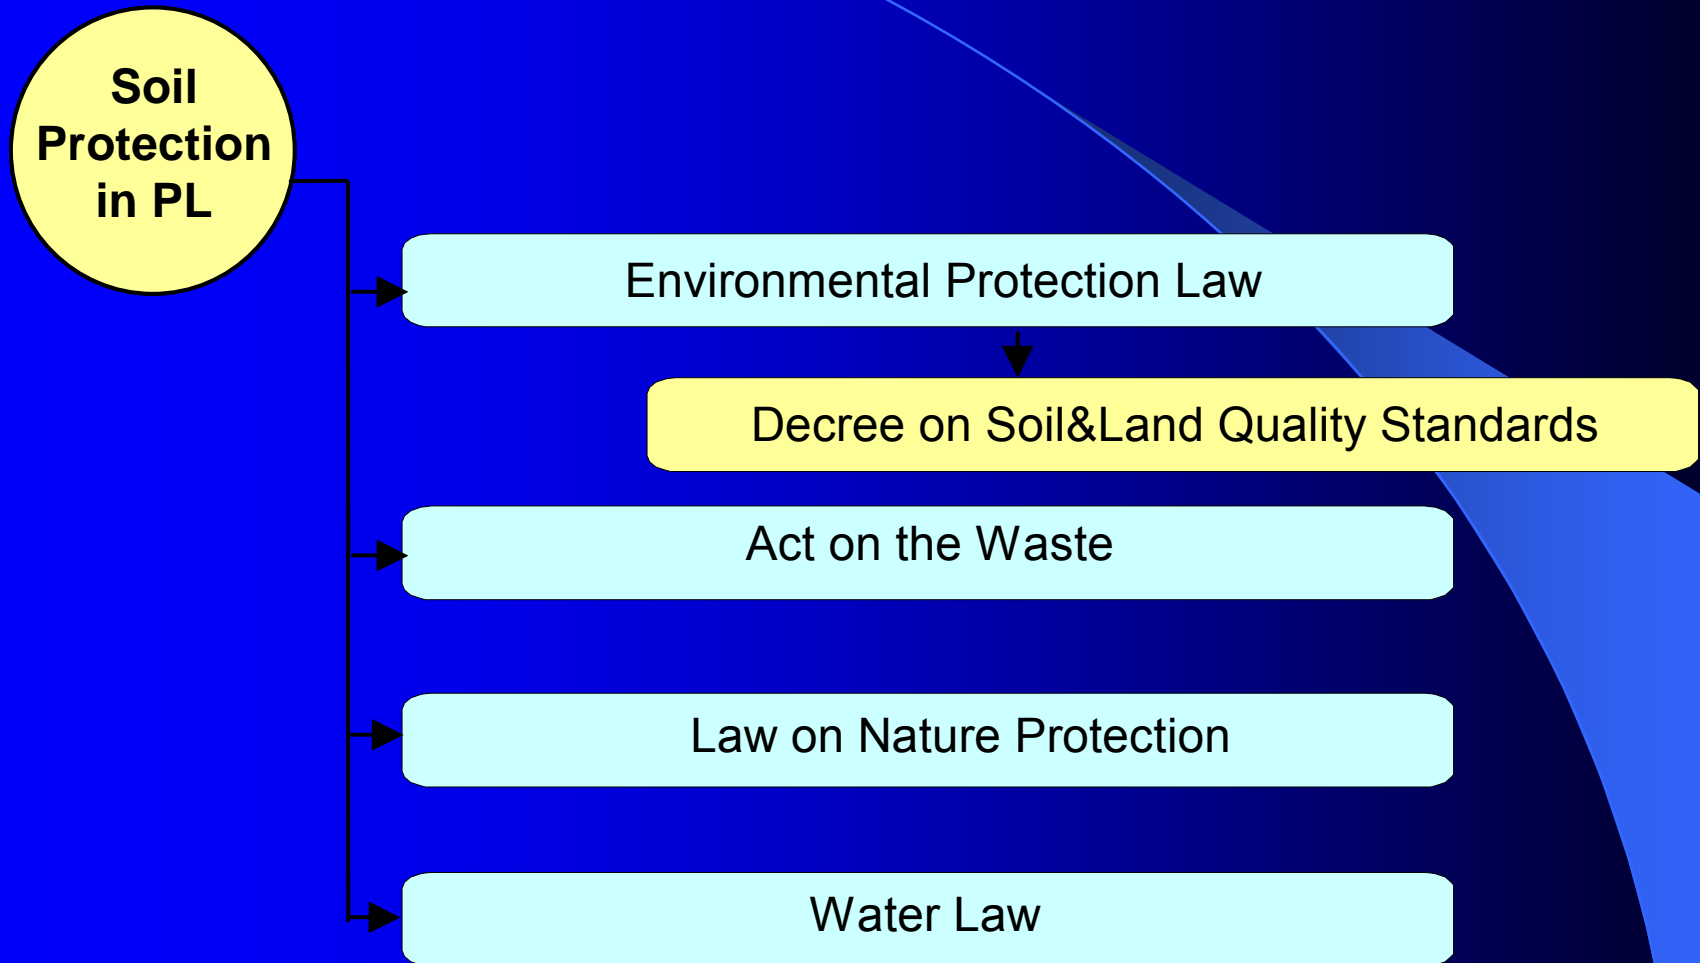 Soil
Protection
in PL
Environmental Protection Law
Decree on Soil&Land Quality Standards
Act on the Waste
Law on Nature Protection
Water Law